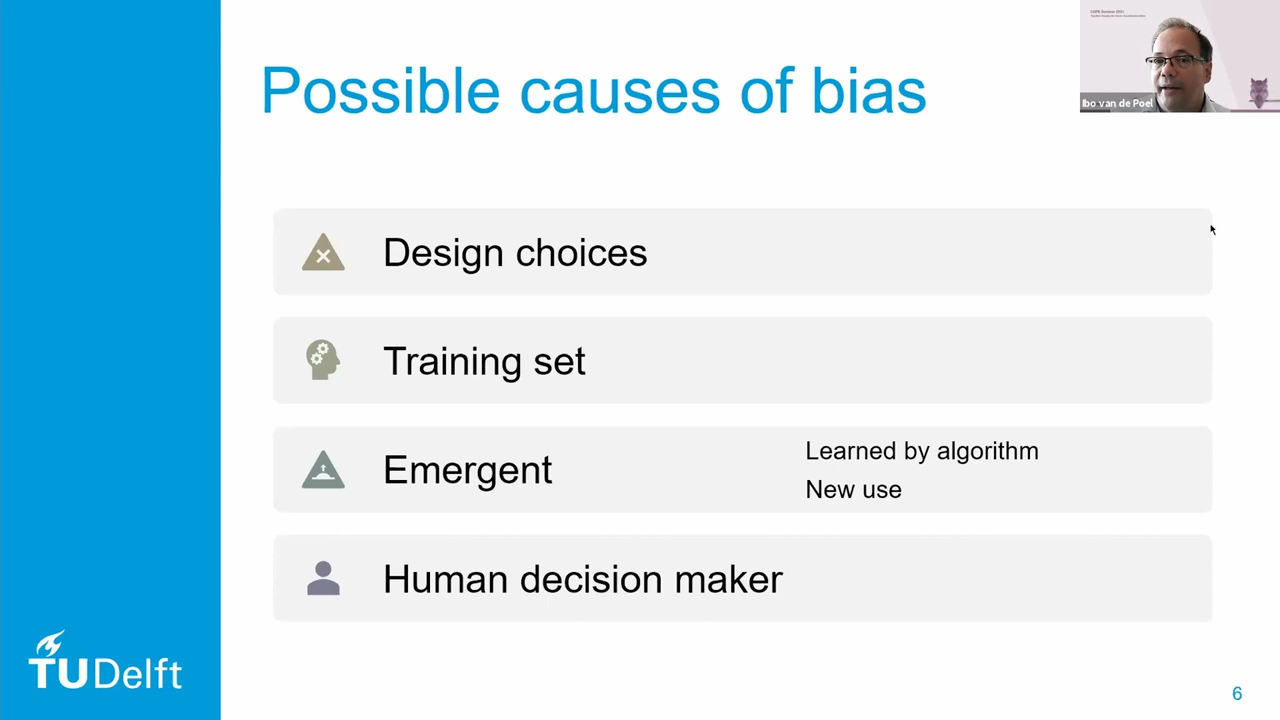 Possible causes of bias
Ibo van de Poel
Design choices
Training set
Emergent
Learned by algorithm
New use
Human decision maker
TUDelft
6